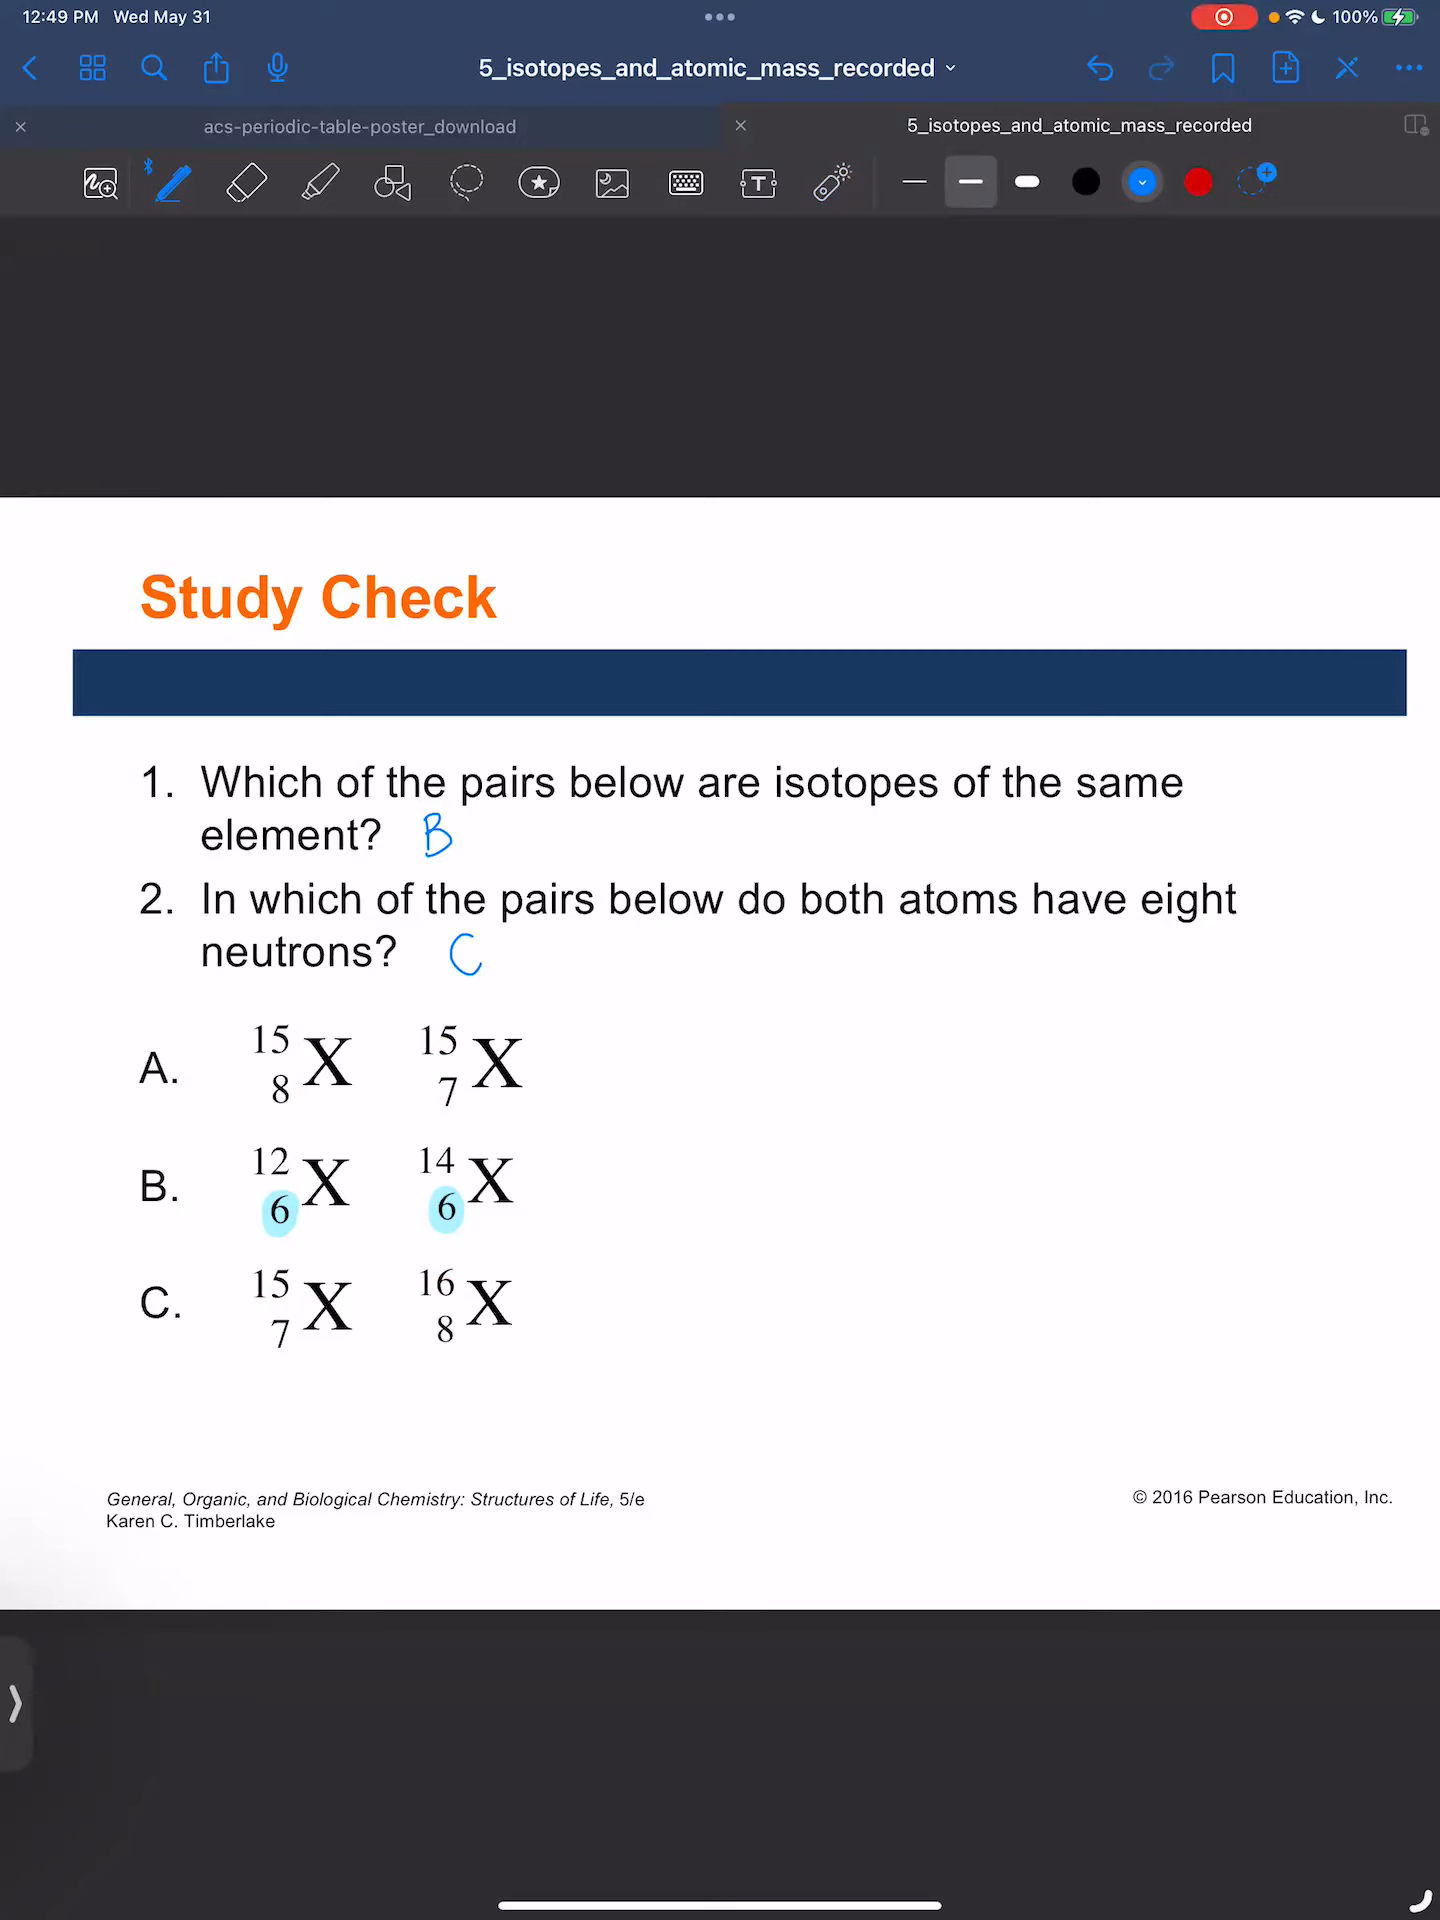 12:49 PM Wed May 31
100%
5_isotopes_and_atomic_mass_recorded
acs-periodic-table-poster_download
5_isotopes_and_atomic_mass_recorded
T
Study Check
1. Which of the pairs below are isotopes of the same
element? B
2. In which of the pairs below do both atoms have eight
neutrons? C
A. 15 8 X 15 7 X
B. 12 6 X 14 6 X
C. 15 7 X 16 8 X
General, Organic, and Biological Chemistry: Structures of Life, 5/e
Karen C. Timberlake
© 2016 Pearson Education, Inc.